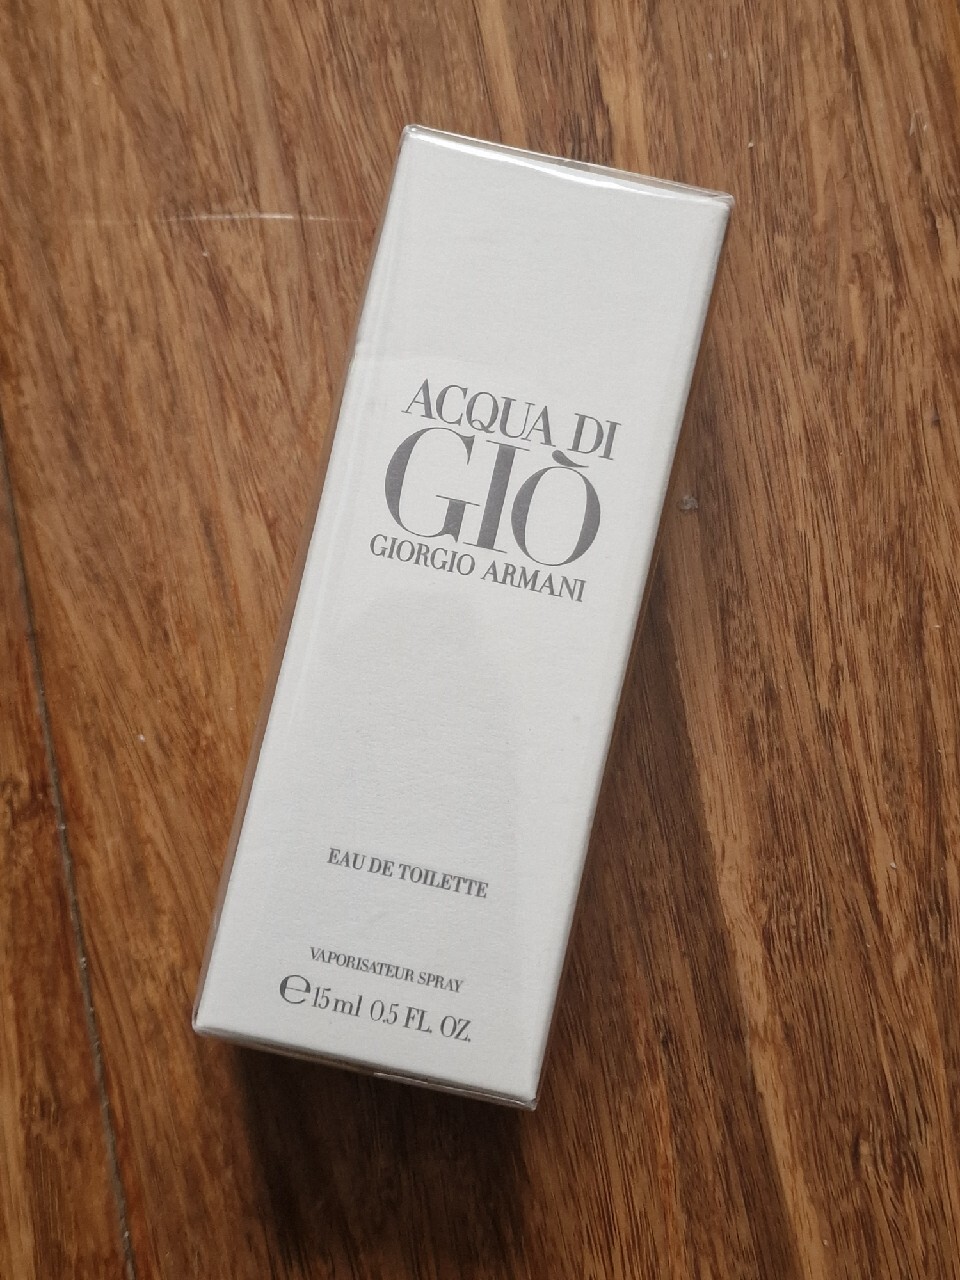 ACQUA DI
GIÒ
GIORGIO ARMANI
EAU DE TOILETTE
VAPORISATEUR SPRAY
℮ 15 ml 0.5 FL. OZ.